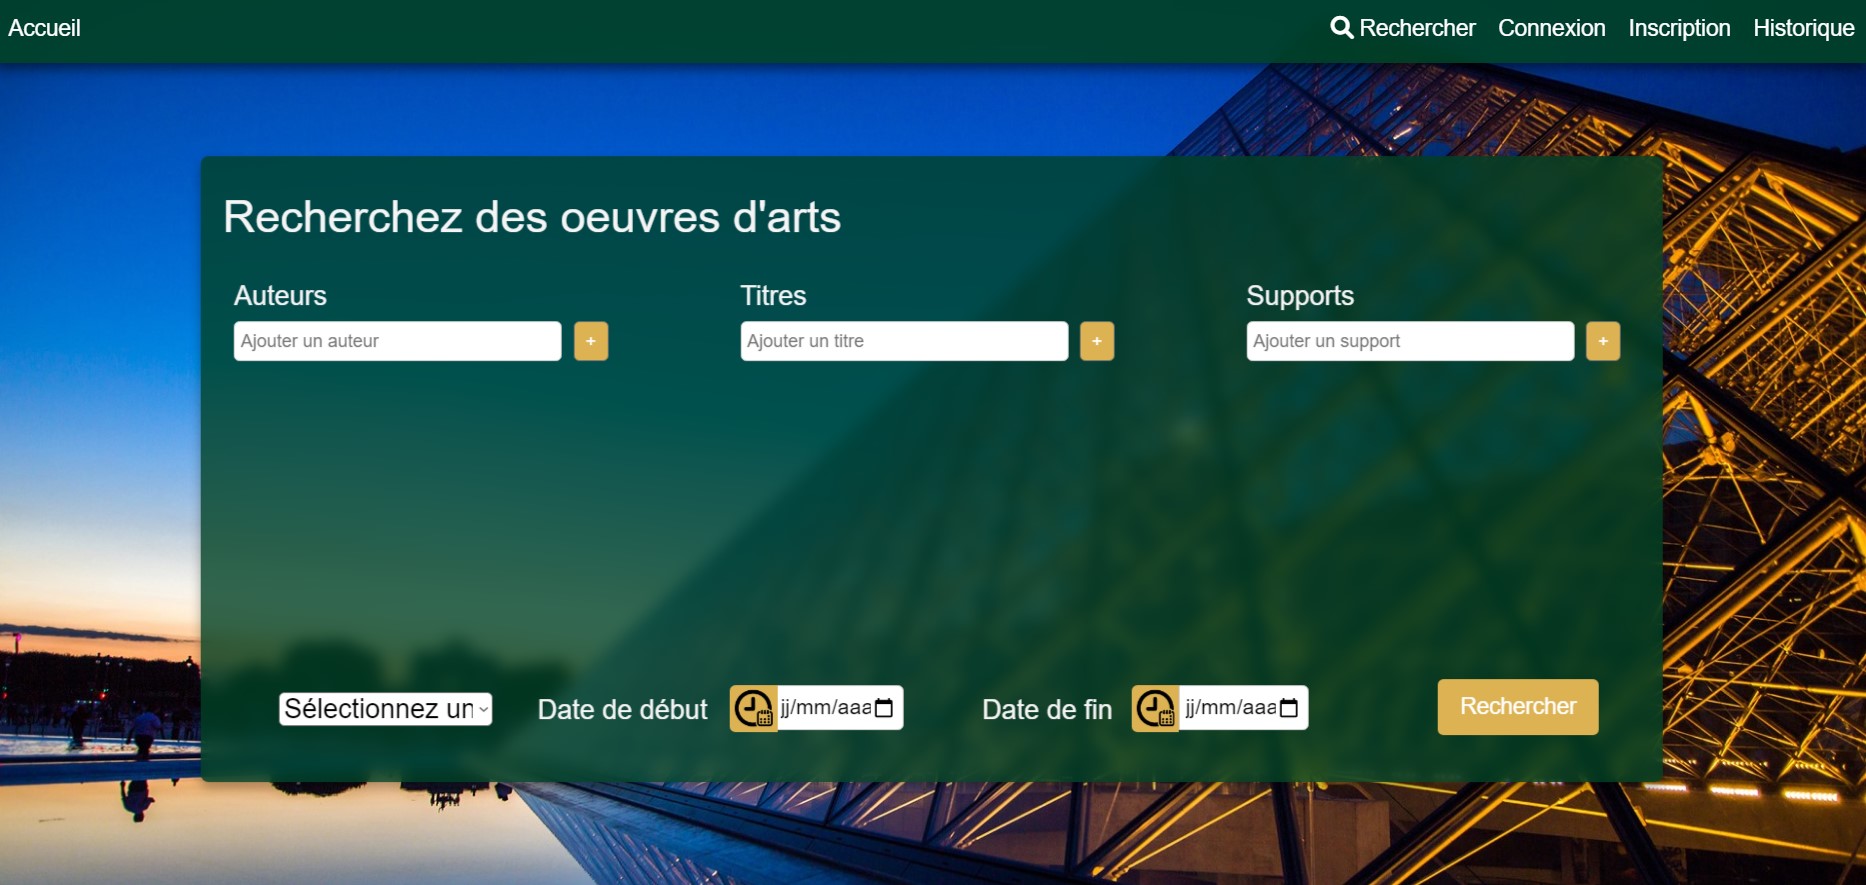 Accueil
Rechercher Connexion Inscription Historique
Recherchez des oeuvres d'arts
Auteurs Titres Supports
Ajouter un auteur + Ajouter un titre + Ajouter un support +
Sélectionnez un Date de début jj/mm/aaa Date de fin jj/mm/aaa Rechercher